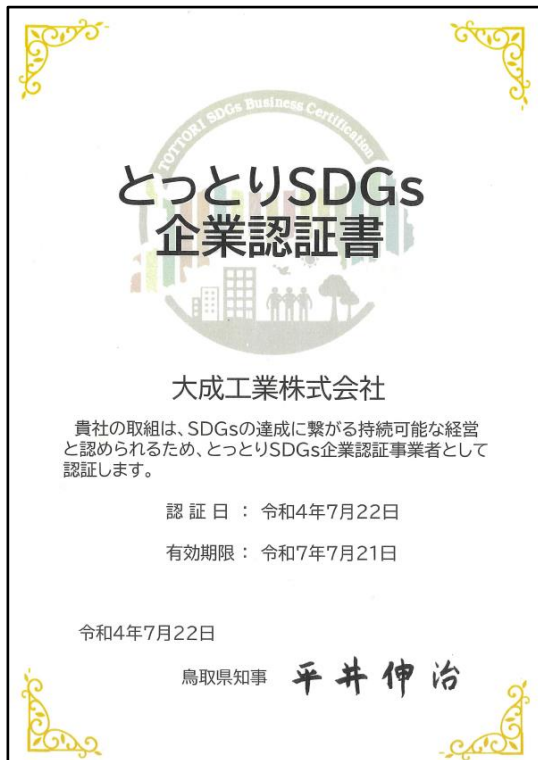 TOTTORI SDGs Business Certification
とっとりSDGs
企業認証書
大成工業株式会社
貴社の取組は、SDGsの達成に繋がる持続可能な経営
と認められるため、とっとりSDGs企業認証事業者として
認証します。
認 証 日 ： 令和4年7月22日
有効期限 ： 令和7年7月21日
令和4年7月22日
鳥取県知事 平井伸治